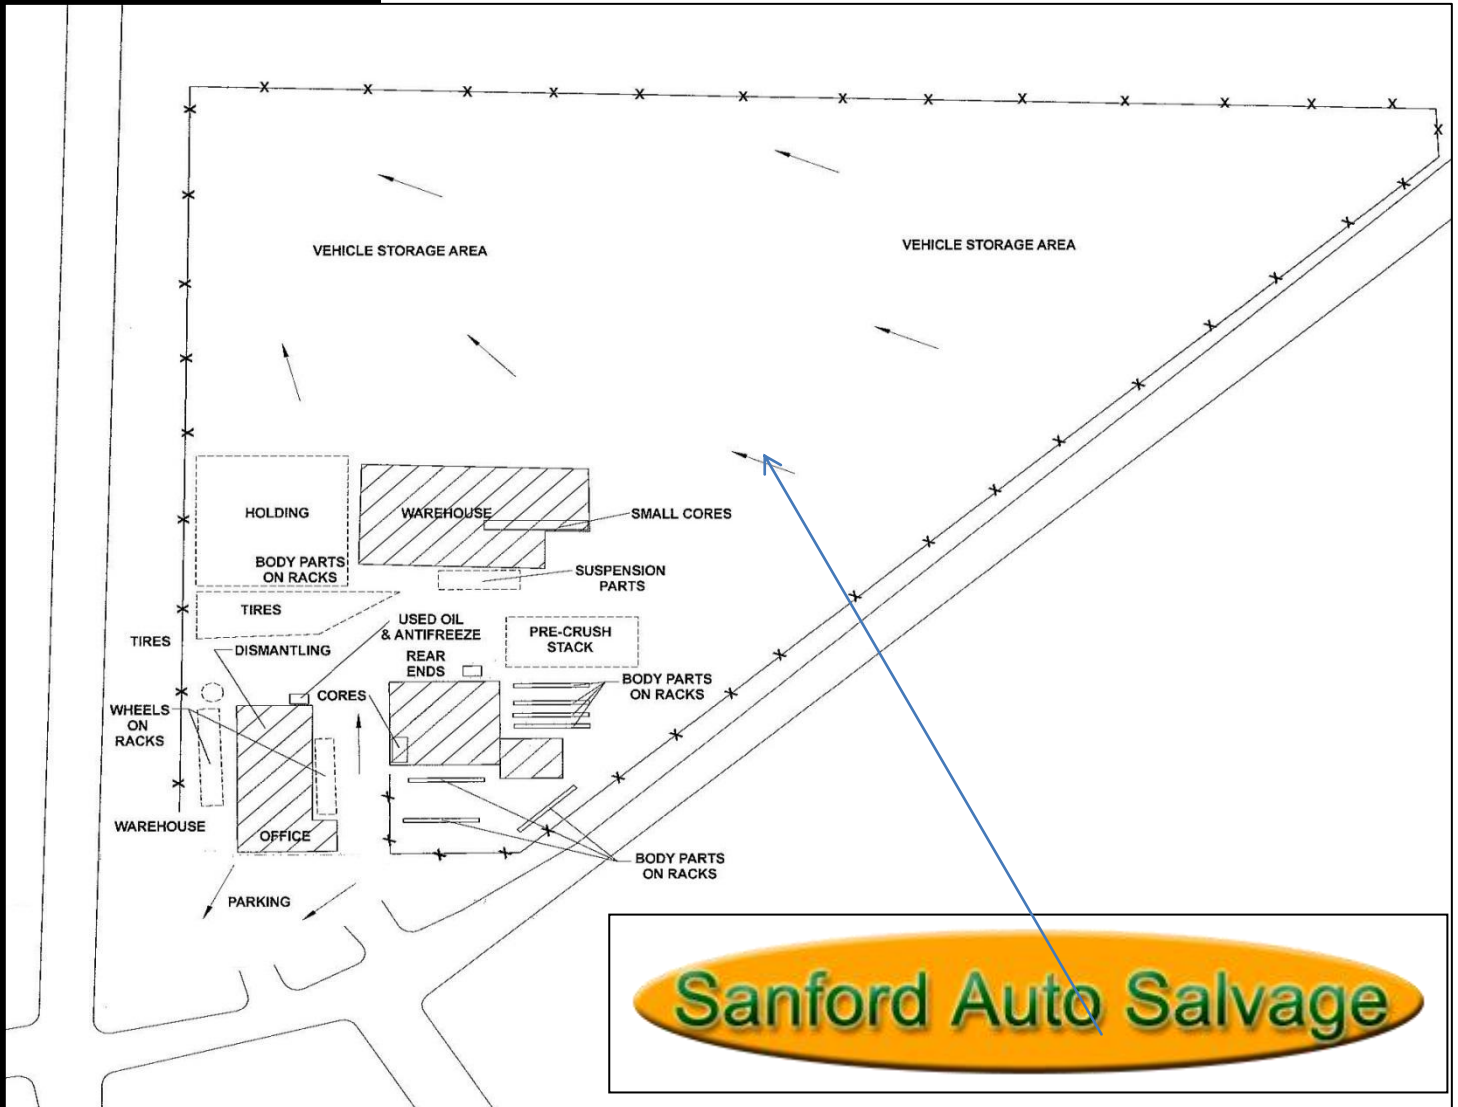 VEHICLE STORAGE AREA
VEHICLE STORAGE AREA
HOLDING
WAREHOUSE
SMALL CORES
BODY PARTS
ON RACKS
SUSPENSION
PARTS
TIRES
USED OIL
& ANTIFREEZE
PRE-CRUSH
STACK
TIRES
DISMANTLING
REAR
ENDS
BODY PARTS
ON RACKS
CORES
WHEELS
ON
RACKS
WAREHOUSE
OFFICE
BODY PARTS
ON RACKS
PARKING
Sanford Auto Salvage